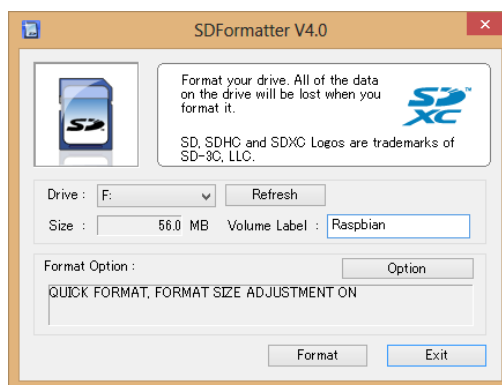 SDFormatter V4.0
Format your drive. All of the data
on the drive will be lost when you
format it.
SD, SDHC and SDXC Logos are trademarks of
SD-3C, LLC.
SD
SD XC™
Drive : F: Refresh
Size : 56.0 MB Volume Label : Raspbian
Format Option : Option
QUICK FORMAT, FORMAT SIZE ADJUSTMENT ON
Format Exit